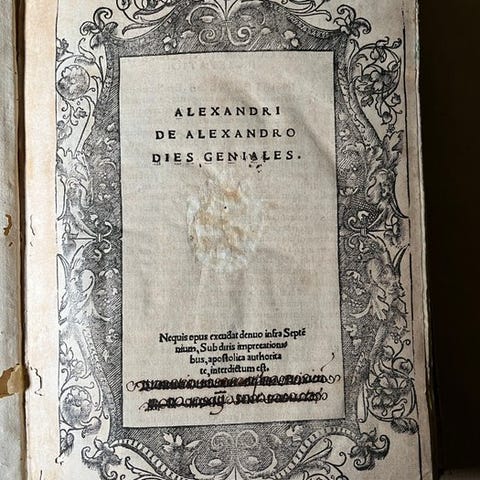 ALEXANDRI
DE ALEXANDRO
DIES GENIALES.
Nequis opus excudat denuo infra Septē
nium, Sub diris imprecationi
bus, apostolica authorita
te, interdictum est.